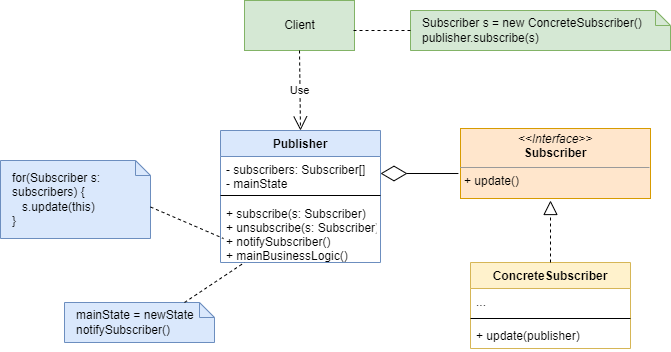 Client
Subscriber s = new ConcreteSubscriber()
publisher.subscribe(s)
Use
Publisher
- subscribers: Subscriber[]
- mainState
+ subscribe(s: Subscriber)
+ unsubscribe(s: Subscriber)
+ notifySubscriber()
+ mainBusinessLogic()
<<Interface>>
Subscriber
+ update()
for(Subscriber s:
subscribers) {
s.update(this)
}
mainState = newState
notifySubscriber()
ConcreteSubscriber
...
+ update(publisher)